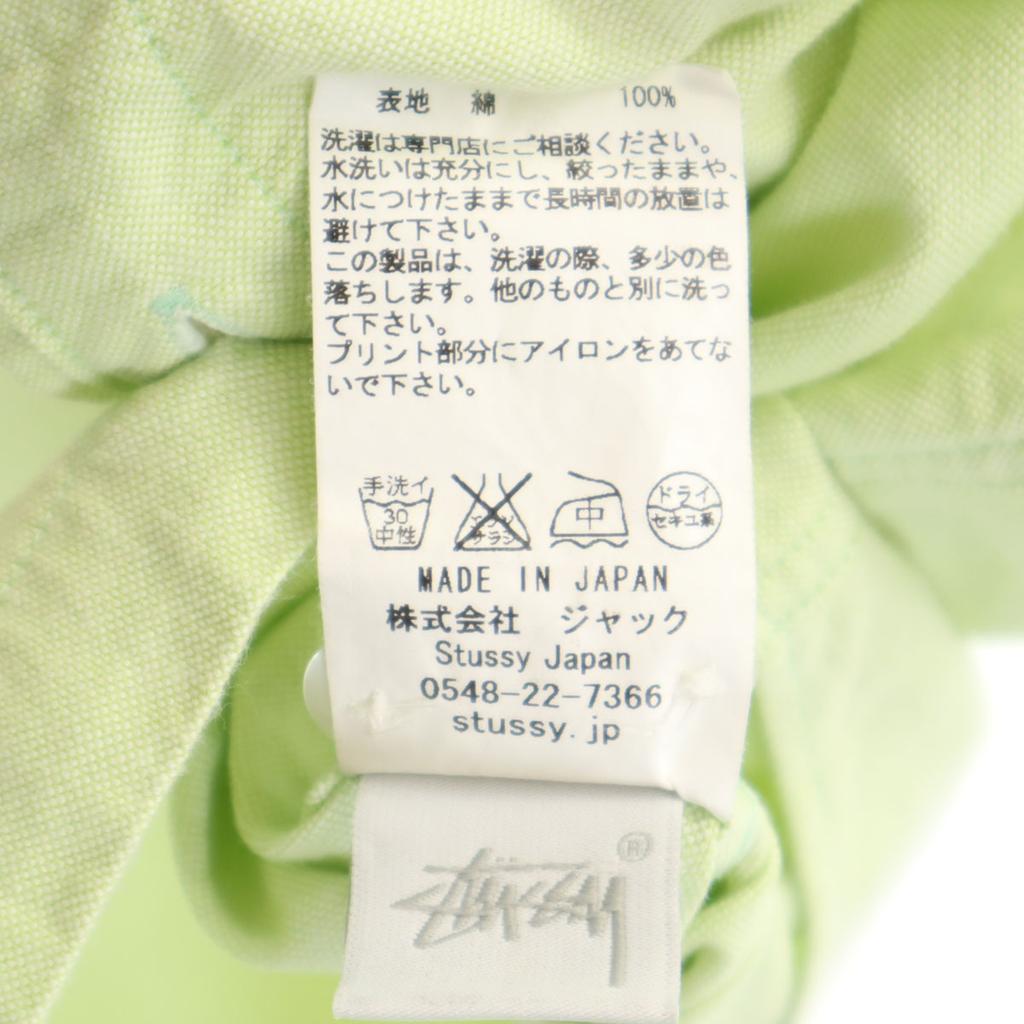 表地 綿 100%
洗濯は専門店にご相談ください。
水洗いは充分にし、絞ったままや、
水につけたままで長時間の放置は
避けて下さい。
この製品は、洗濯の際、多少の色
落ちします。他のものと別に洗っ
て下さい。
プリント部分にアイロンをあてな
いで下さい。
手洗イ 30 中性
エンソ サラシ
中
ドライ セキユ系
MADE IN JAPAN
株式会社 ジャック
Stussy Japan
0548-22-7366
stussy.jp
STÜSSY ®